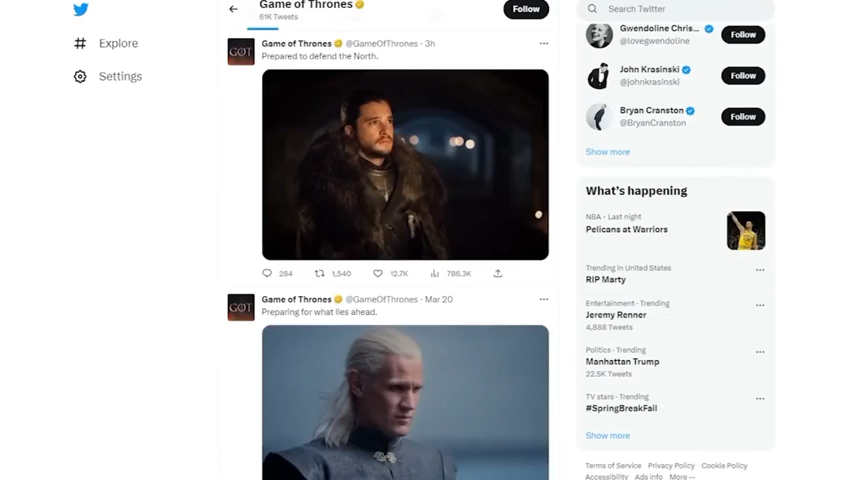 Explore
Settings
Game of Thrones
61K Tweets
Follow
GOT
Game of Thrones @GameOfThrones · 3h
Prepared to defend the North.
284 1,540 12.7K 786.3K
GOT
Game of Thrones @GameOfThrones · Mar 20
Preparing for what lies ahead.
Search Twitter
Gwendoline Chris...
@lovegwendoline
Follow
John Krasinski
@johnkrasinski
Follow
Bryan Cranston
@BryanCranston
Follow
Show more
What's happening
NBA · Last night
Pelicans at Warriors
Trending in United States
RIP Marty
Entertainment · Trending
Jeremy Renner
4,888 Tweets
Politics · Trending
Manhattan Trump
22.5K Tweets
TV stars · Trending
#SpringBreakFail
Show more
Terms of Service Privacy Policy Cookie Policy
Accessibility Ads info More ···